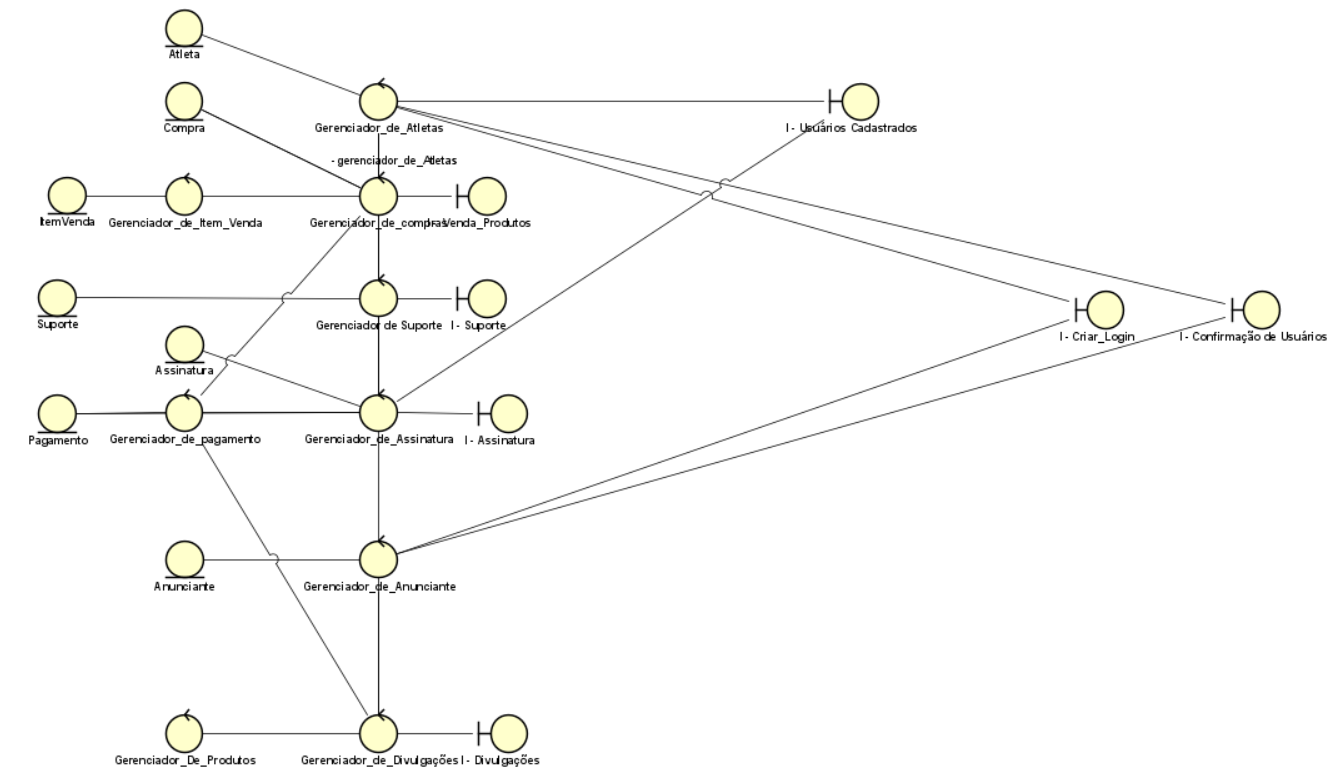 Atleta
Compra
Gerenciador_de_Atletas
I - Usuários Cadastrados
- gerenciador_de_Atletas
ItemVenda
Gerenciador_de_Item_Venda
Gerenciador_de_compras
I - Venda_Produtos
Suporte
Gerenciador de Suporte
I - Suporte
I - Criar_Login
I - Confirmação de Usuários
Assinatura
Pagamento
Gerenciador_de_pagamento
Gerenciador_de_Assinatura
I - Assinatura
Anunciante
Gerenciador_de_Anunciante
Gerenciador_De_Produtos
Gerenciador_de_Divulgações
I - Divulgações